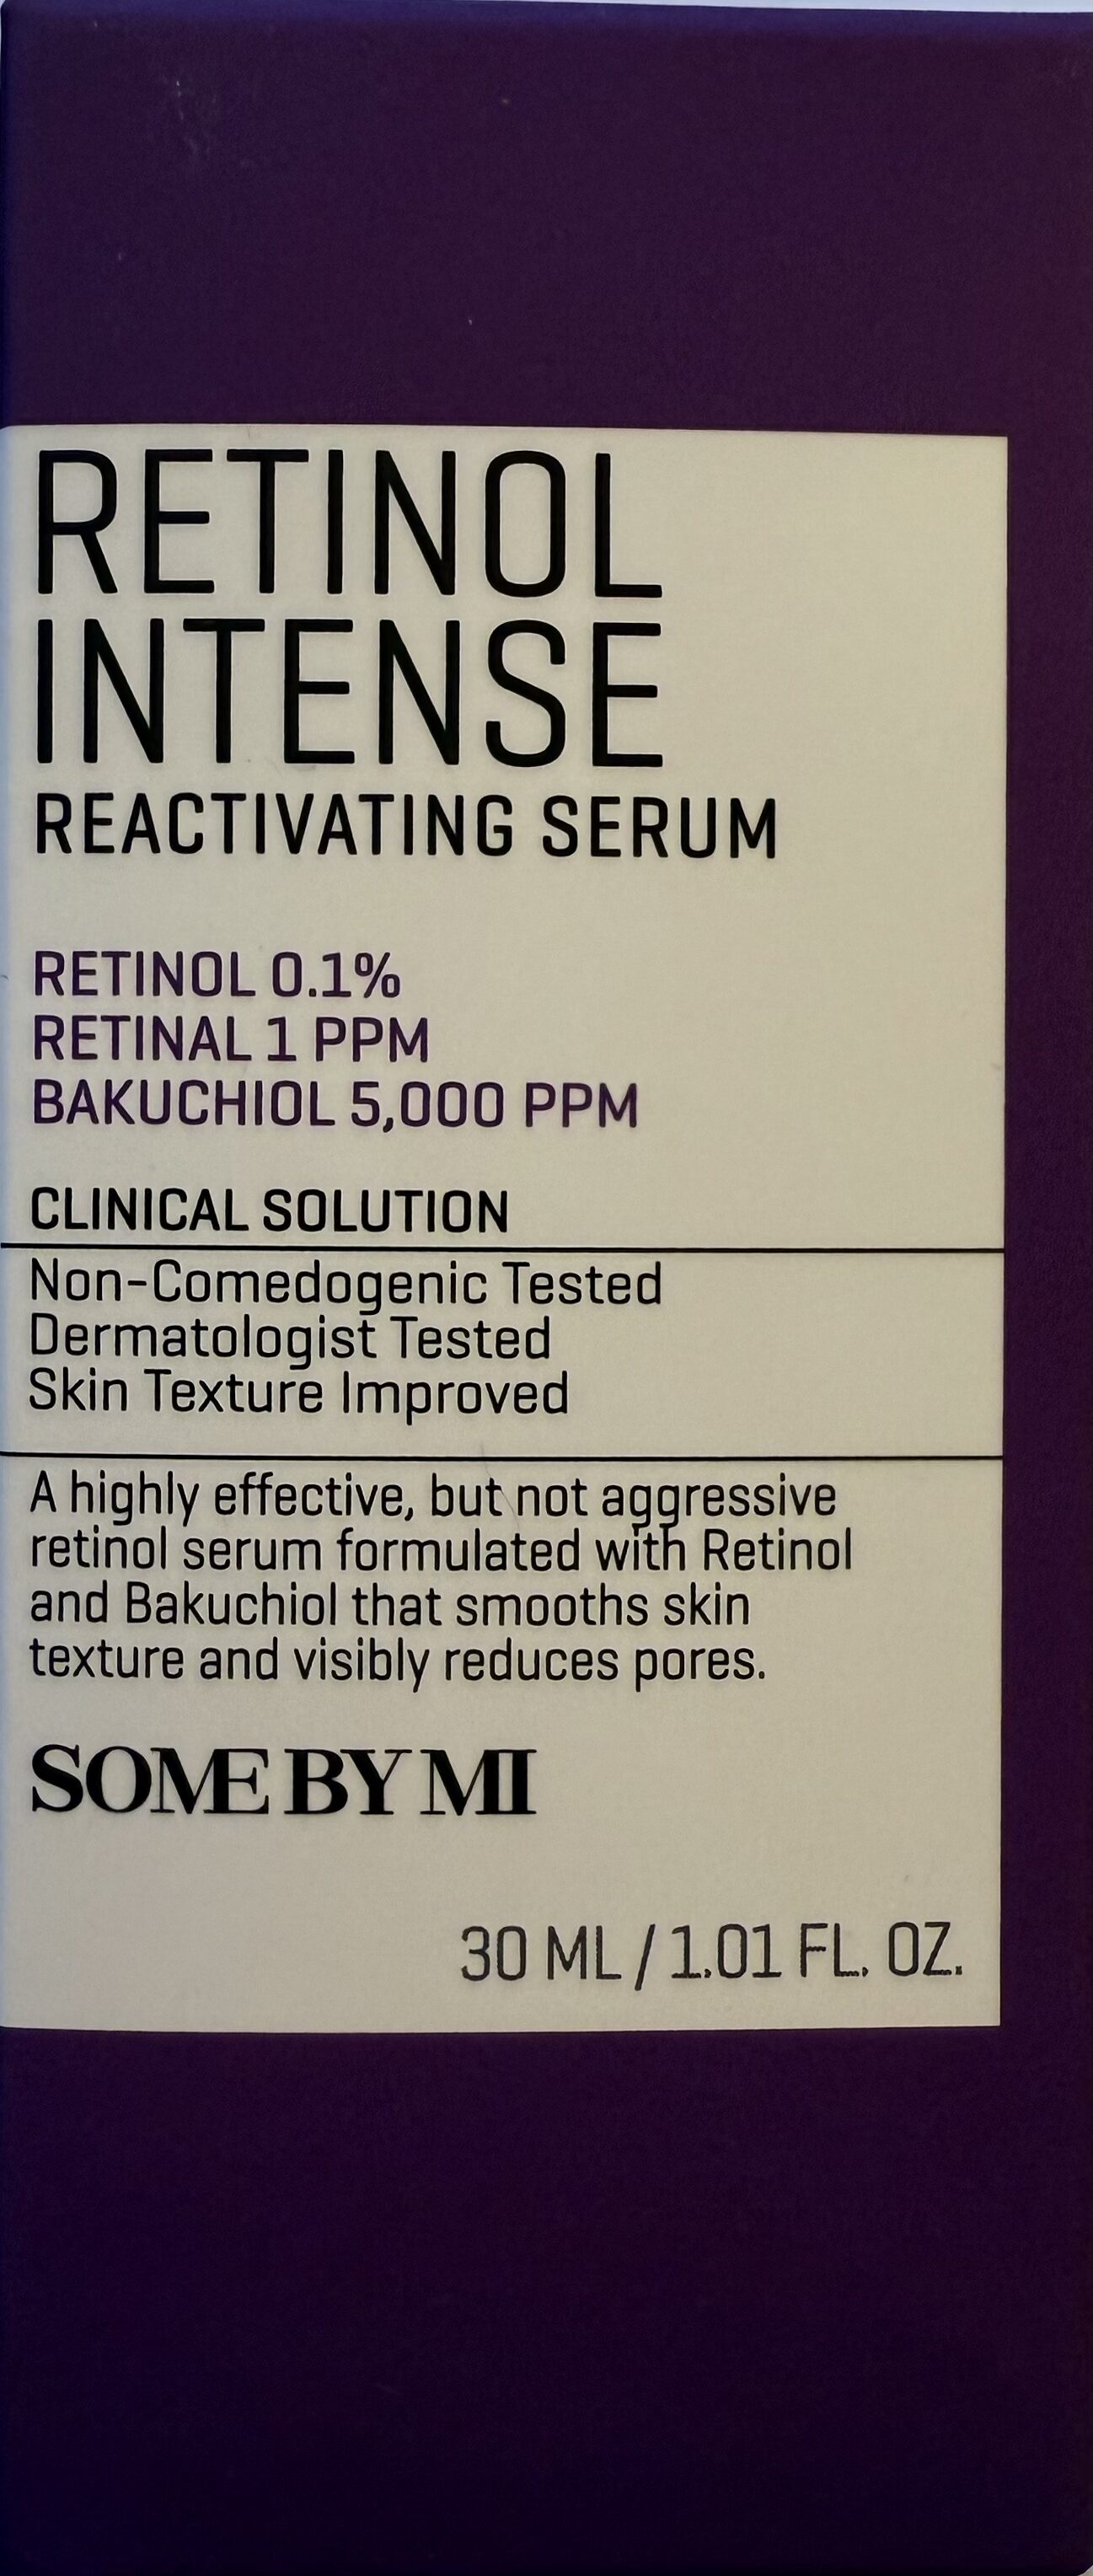 RETINOL
INTENSE
REACTIVATING SERUM
RETINOL 0.1%
RETINAL 1 PPM
BAKUCHIOL 5,000 PPM
CLINICAL SOLUTION
Non-Comedogenic Tested
Dermatologist Tested
Skin Texture Improved
A highly effective, but not aggressive
retinol serum formulated with Retinol
and Bakuchiol that smooths skin
texture and visibly reduces pores.
SOME BY MI
30 ML / 1.01 FL. OZ.